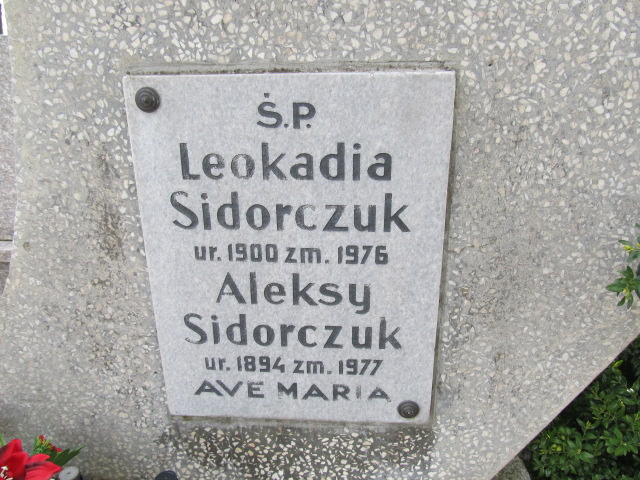 Ś.P.
Leokadia
Sidorczuk
ur. 1900 zm. 1976
Aleksy
Sidorczuk
ur. 1894 zm. 1977
AVE MARIA